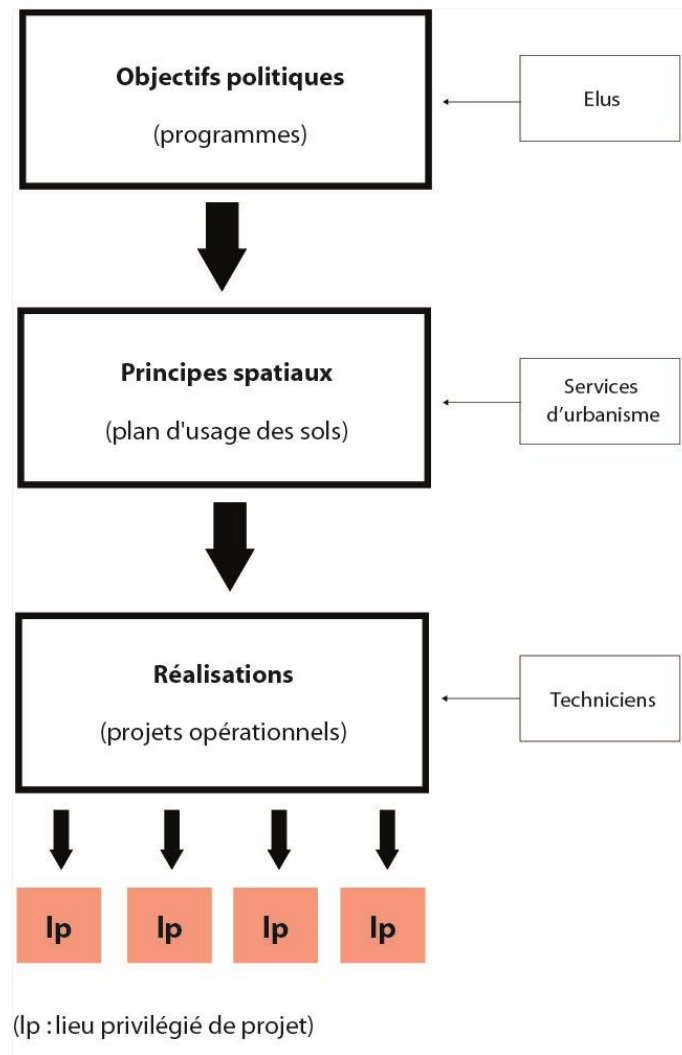 Objectifs politiques
(programmes)
Elus
Principes spatiaux
(plan d'usage des sols)
Services
d'urbanisme
Réalisations
(projets opérationnels)
Techniciens
lp
lp
lp
lp
(lp : lieu privilégié de projet)